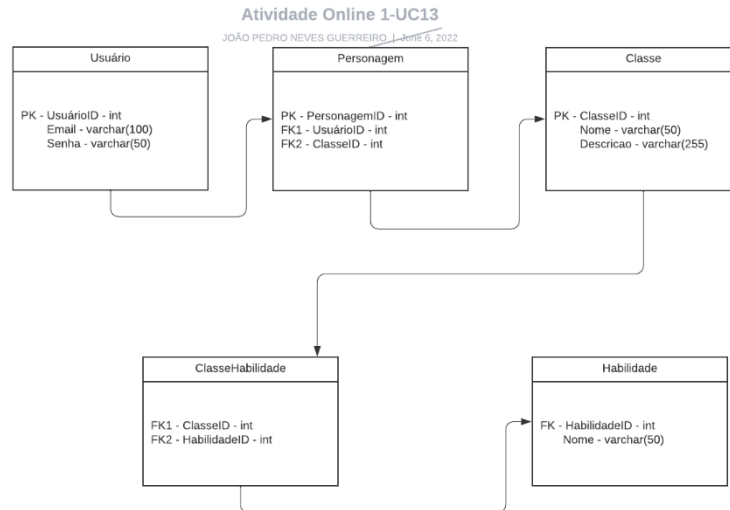 Atividade Online 1-UC13
JOÃO PEDRO NEVES GUERREIRO | June 6, 2022
Usuário
PK - UsuárioID - int
Email - varchar(100)
Senha - varchar(50)
Personagem
PK - PersonagemID - int
FK1 - UsuárioID - int
FK2 - ClasseID - int
Classe
PK - ClasseID - int
Nome - varchar(50)
Descricao - varchar(255)
ClasseHabilidade
FK1 - ClasseID - int
FK2 - HabilidadeID - int
Habilidade
FK - HabilidadeID - int
Nome - varchar(50)